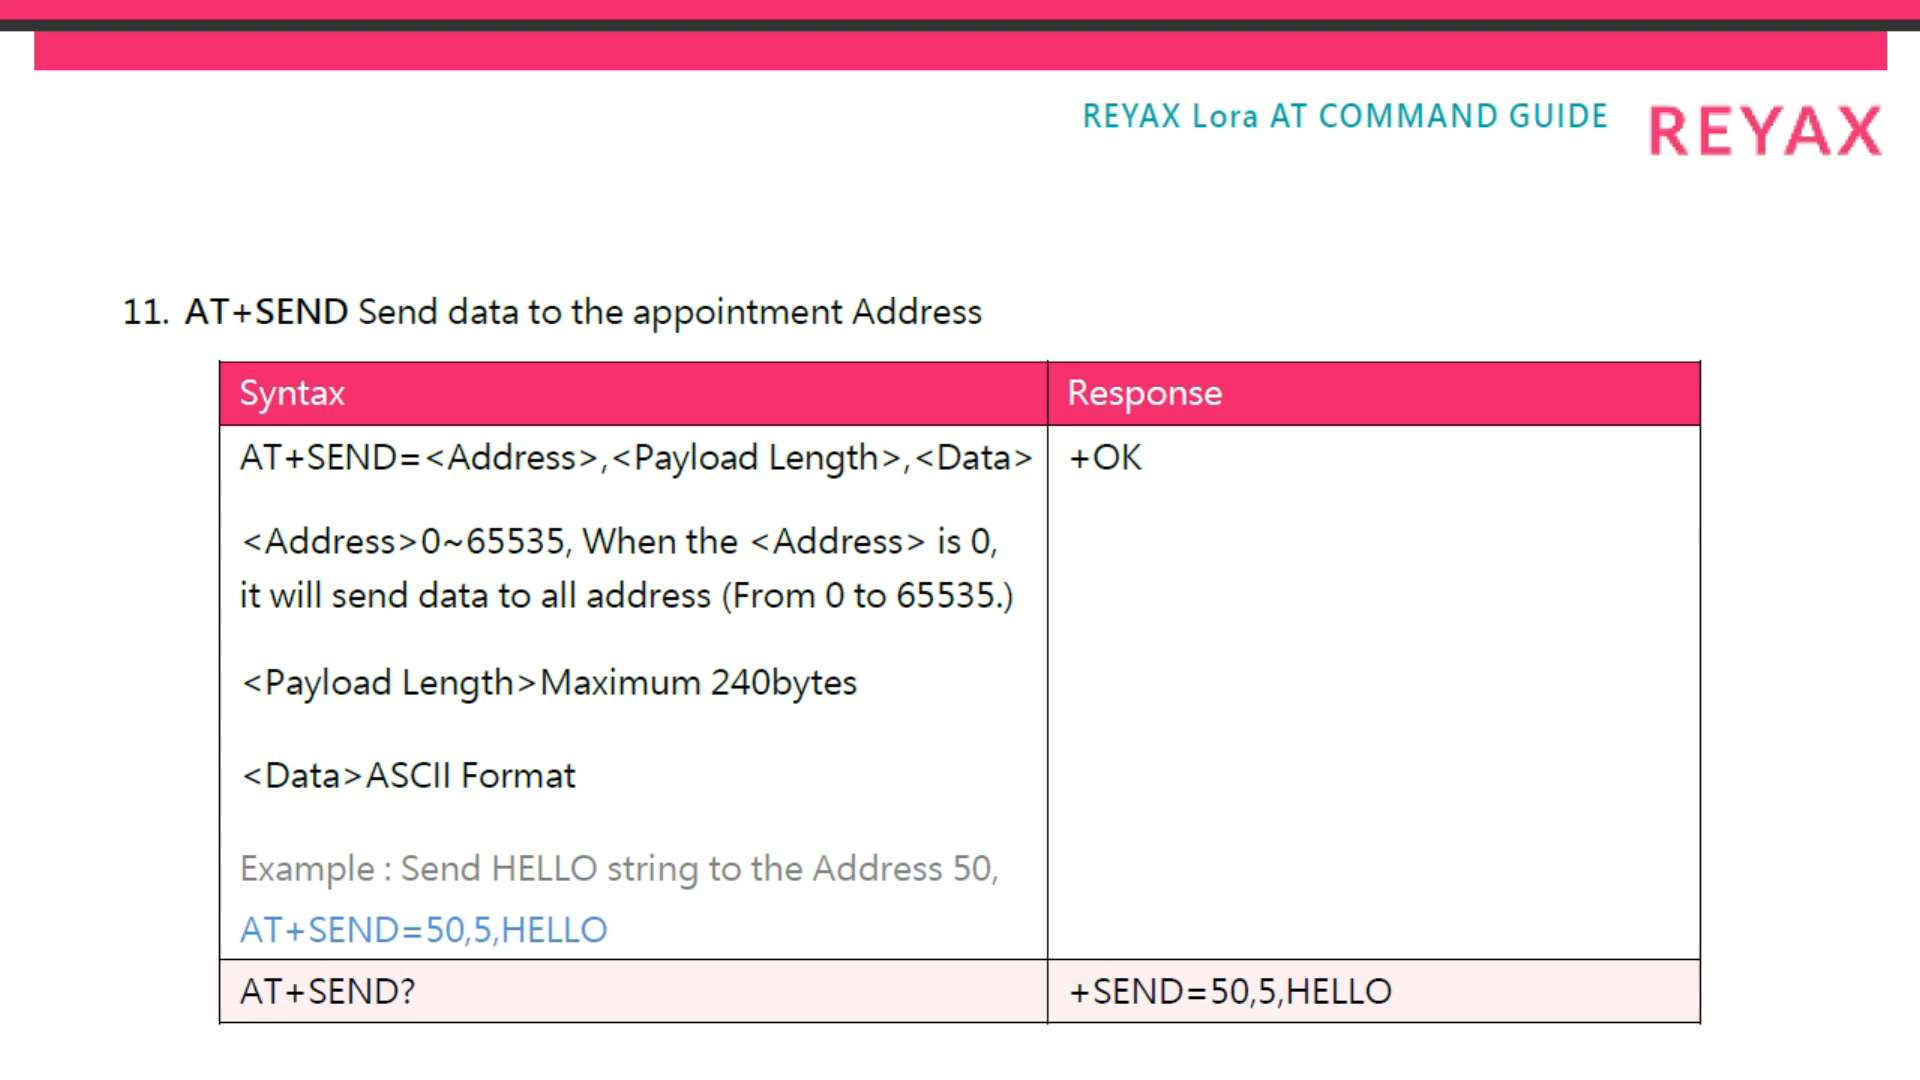 REYAX Lora AT COMMAND GUIDE
REYAX
11. AT+SEND Send data to the appointment Address
Syntax
Response
AT+SEND=<Address>,<Payload Length>,<Data>
+OK
<Address>0~65535, When the <Address> is 0,
it will send data to all address (From 0 to 65535.)
<Payload Length>Maximum 240bytes
<Data>ASCII Format
Example : Send HELLO string to the Address 50,
AT+SEND=50,5,HELLO
AT+SEND?
+SEND=50,5,HELLO